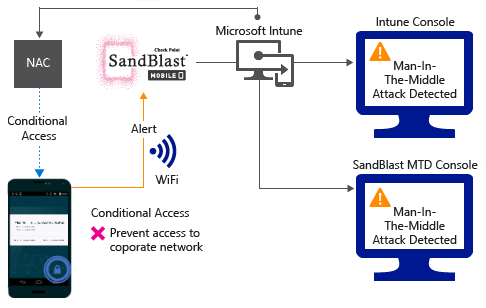 Microsoft Intune
Intune Console
NAC
Check Point
SandBlast
MOBILE
Man-In-
The-Middle
Attack Detected
Conditional
Access
Alert
WiFi
SandBlast MTD Console
Man-In-
The-Middle
Attack Detected
Conditional Access
Prevent access to
coporate network